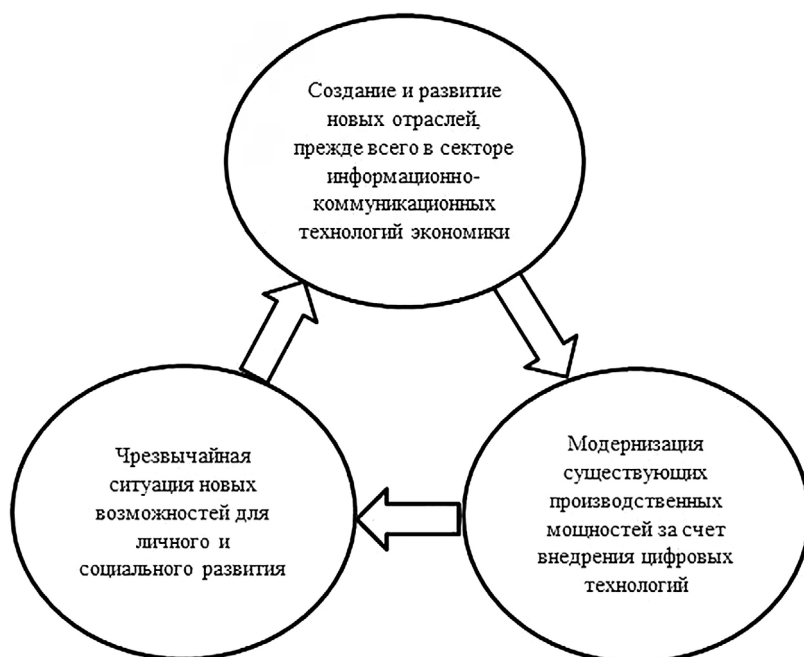 Создание и развитие
новых отраслей,
прежде всего в секторе
информационно-
коммуникационных
технологий экономики
Чрезвычайная
ситуация новых
возможностей для
личного и
социального развития
Модернизация
существующих
производственных
мощностей за счет
внедрения цифровых
технологий